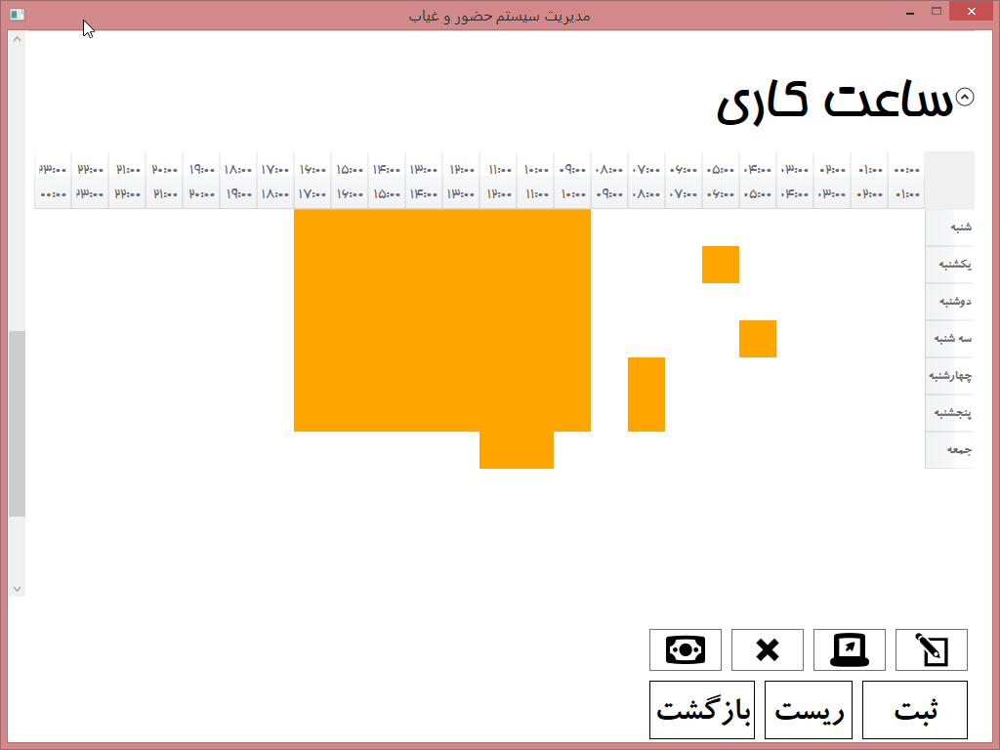 مدیریت سیستم حضور و غیاب
ساعت کاری
۰۰:۰۰ ۰۱:۰۰ ۰۲:۰۰ ۰۳:۰۰ ۰۴:۰۰ ۰۵:۰۰ ۰۶:۰۰ ۰۷:۰۰ ۰۸:۰۰ ۰۹:۰۰ ۱۰:۰۰ ۱۱:۰۰ ۱۲:۰۰ ۱۳:۰۰ ۱۴:۰۰ ۱۵:۰۰ ۱۶:۰۰ ۱۷:۰۰ ۱۸:۰۰ ۱۹:۰۰ ۲۰:۰۰ ۲۱:۰۰ ۲۲:۰۰ ۲۳:۰۰
۰۱:۰۰ ۰۲:۰۰ ۰۳:۰۰ ۰۴:۰۰ ۰۵:۰۰ ۰۶:۰۰ ۰۷:۰۰ ۰۸:۰۰ ۰۹:۰۰ ۱۰:۰۰ ۱۱:۰۰ ۱۲:۰۰ ۱۳:۰۰ ۱۴:۰۰ ۱۵:۰۰ ۱۶:۰۰ ۱۷:۰۰ ۱۸:۰۰ ۱۹:۰۰ ۲۰:۰۰ ۲۱:۰۰ ۲۲:۰۰ ۲۳:۰۰ ۰۰:۰۰
شنبه
یکشنبه
دوشنبه
سه شنبه
چهارشنبه
پنجشنبه
جمعه
ثبت ریست بازگشت